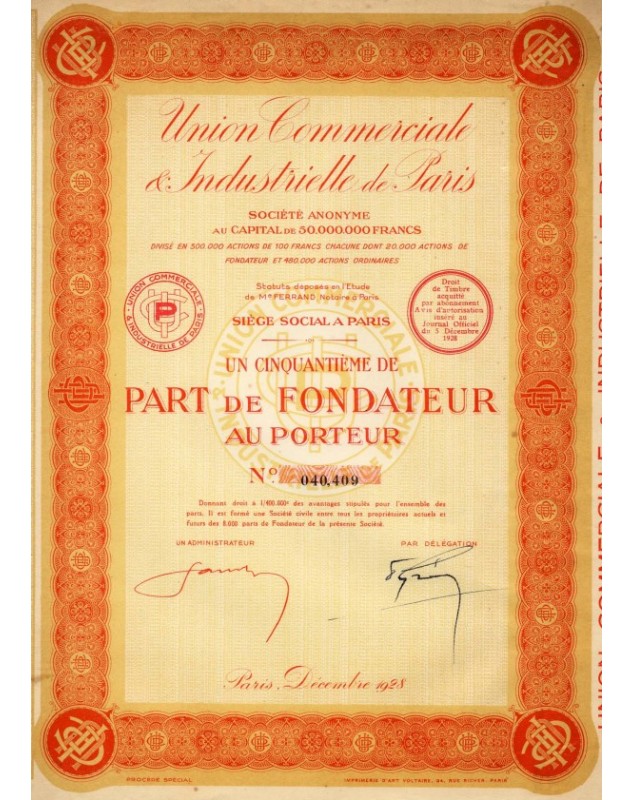 Union Commerciale
& Industrielle de Paris
SOCIÉTÉ ANONYME
AU CAPITAL DE 50.000.000 FRANCS
DIVISÉ EN 500.000 ACTIONS DE 100 FRANCS CHACUNE DONT 20.000 ACTIONS DE
FONDATEUR ET 480.000 ACTIONS ORDINAIRES
Statuts déposés en l'Etude
de Me FERRAND Notaire à Paris
SIÈGE SOCIAL A PARIS
UNION COMMERCIALE
& INDUSTRIELLE DE PARIS
Droit
de Timbre
acquitté
par abonnement
Avis d'autorisation
inséré au
Journal Officiel
du 5 Décembre
1928
UN CINQUANTIÈME DE
PART DE FONDATEUR
AU PORTEUR
No 040,409
Donnant droit à 1/400.000e des avantages stipulés pour l'ensemble des
parts. Il est formé une Société civile entre tous les propriétaires actuels et
futurs des 8.000 parts de Fondateur de la présente Société.
UN ADMINISTRATEUR
PAR DÉLÉGATION
Paris, Décembre 1928
PROCÉDÉ SPÉCIAL
IMPRIMERIE D'ART VOLTAIRE, 34, RUE RICHER, PARIS
UNION COMMERCIALE & INDUSTRIELLE DE PARIS